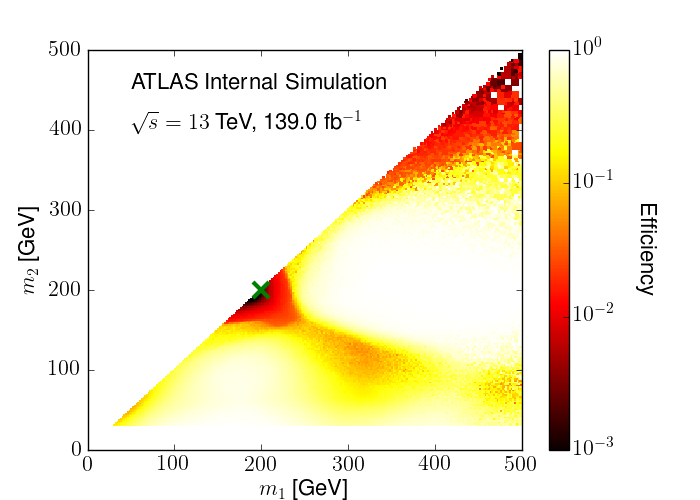 500
400
300
200
100
0
0 100 200 300 400 500
m₂ [GeV]
m₁ [GeV]
ATLAS Internal Simulation
√s = 13 TeV, 139.0 fb⁻¹
10⁰
10⁻¹
10⁻²
10⁻³
Efficiency